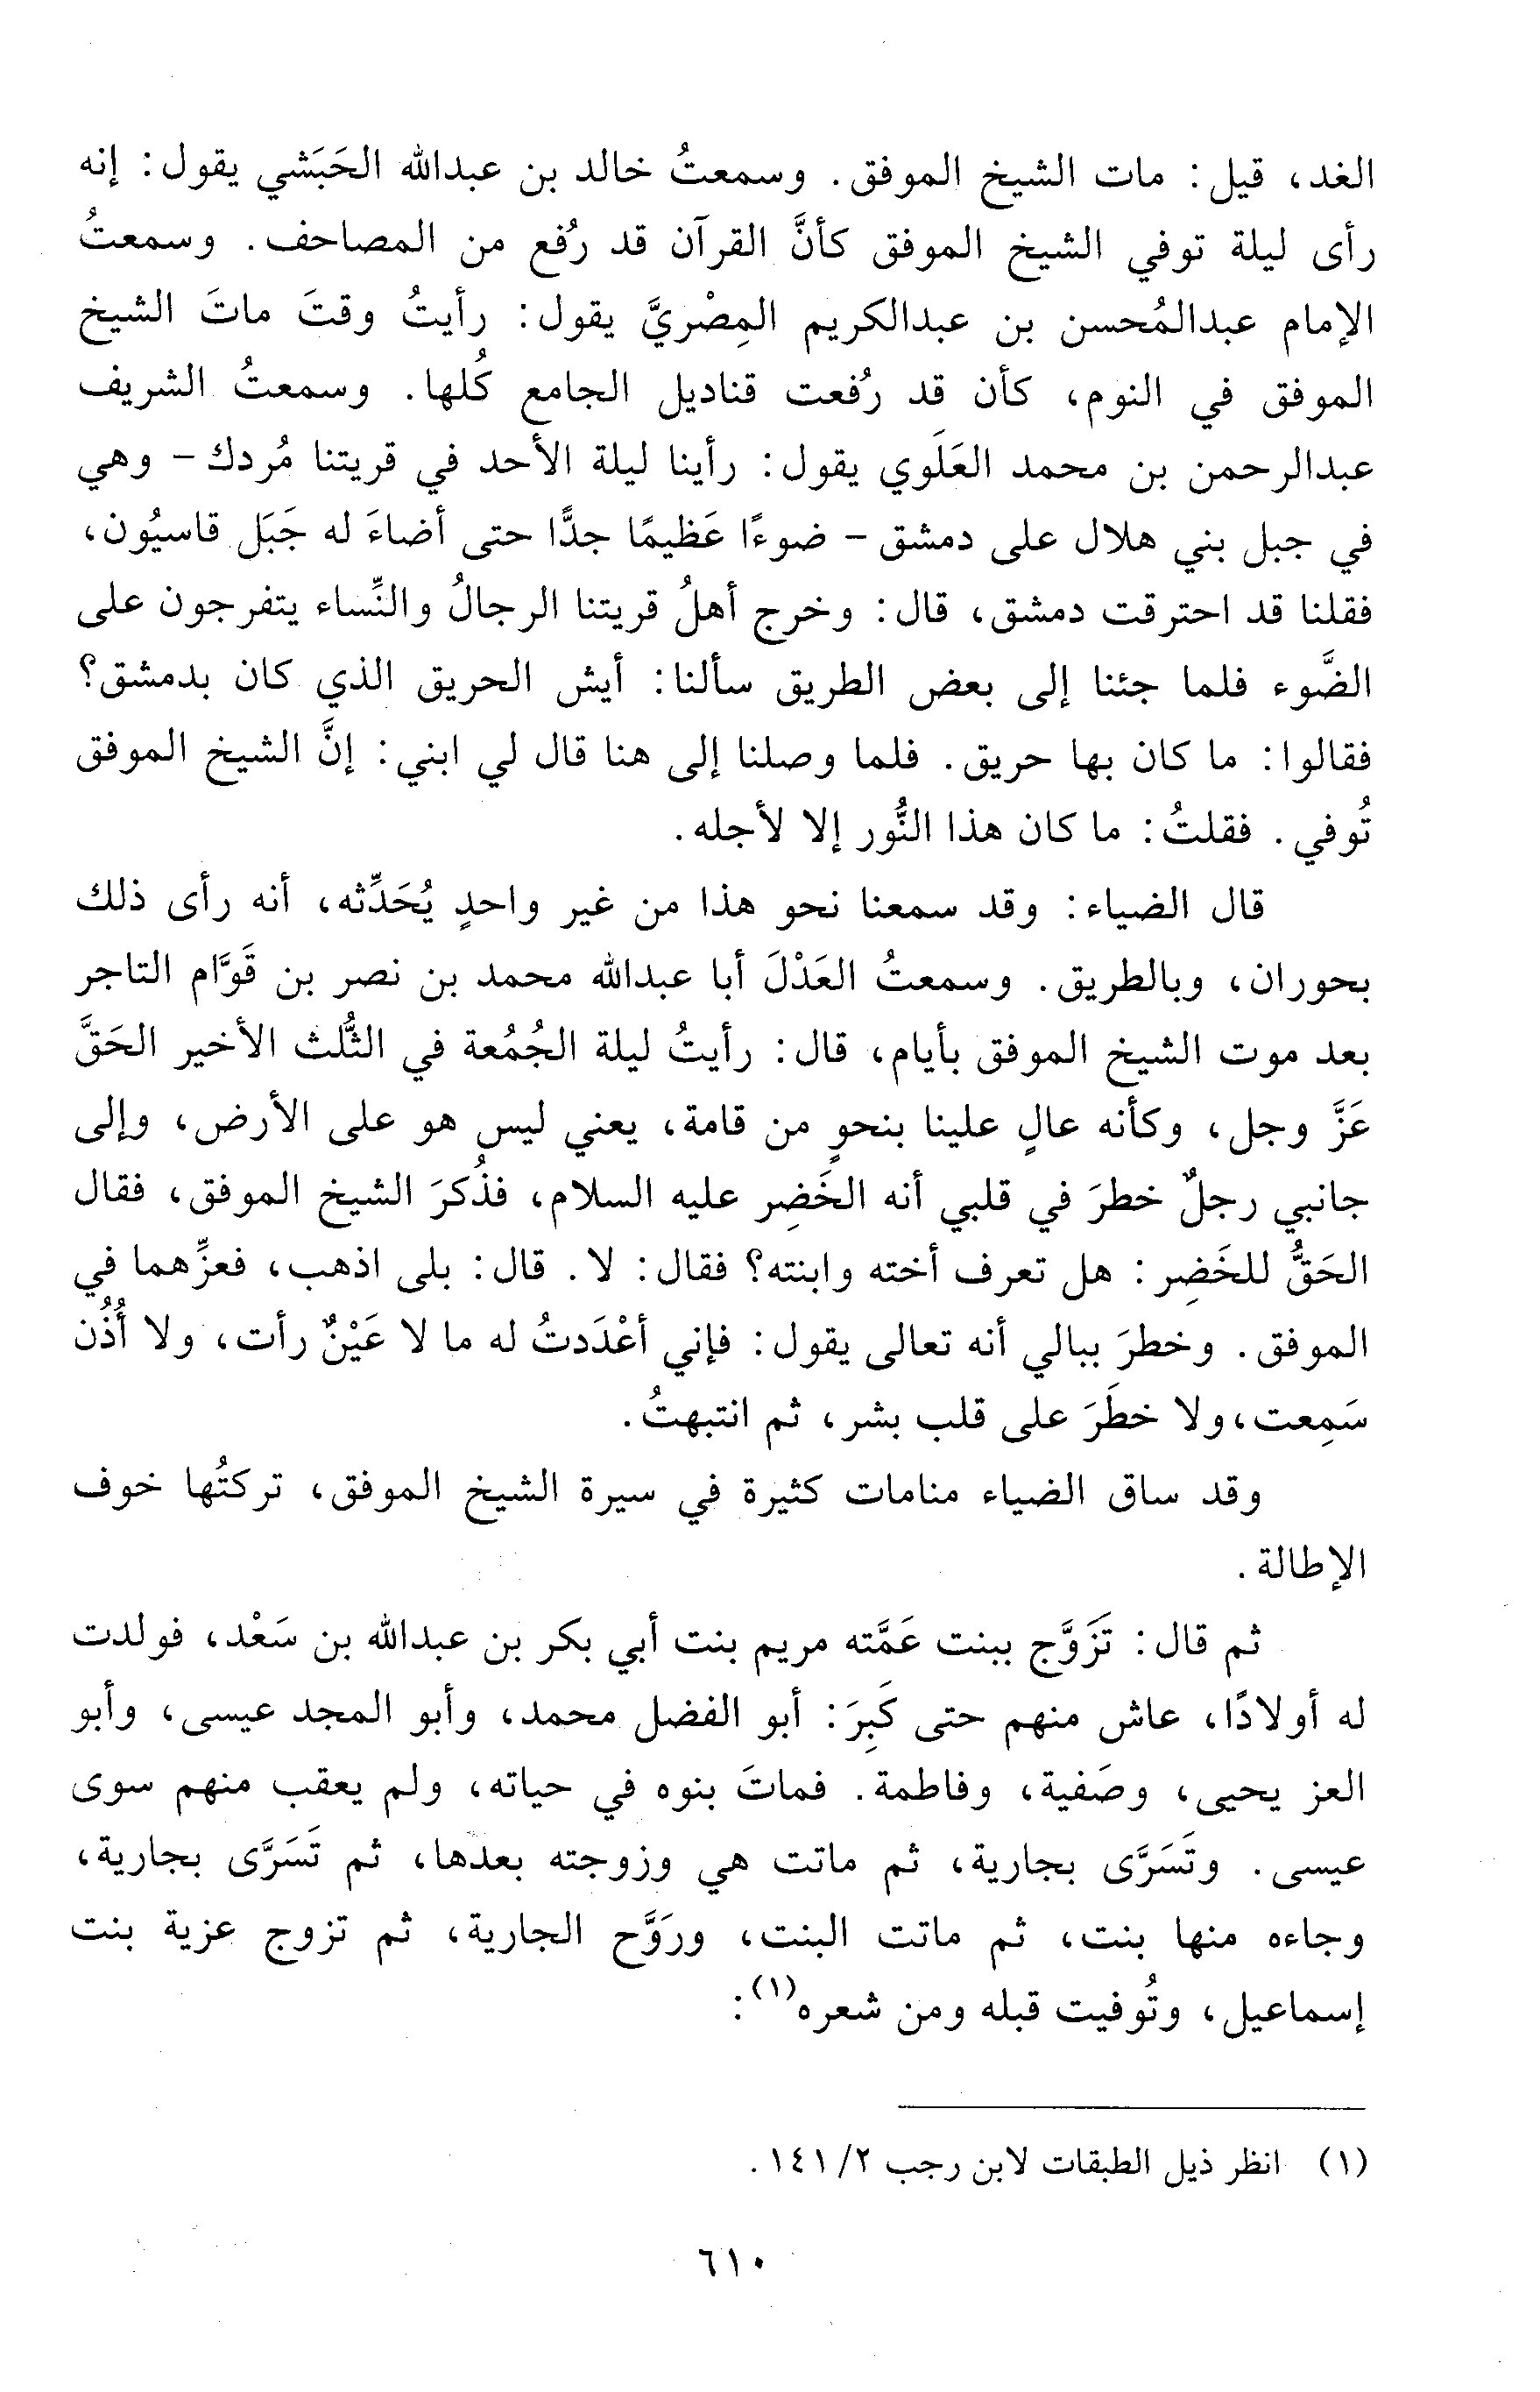 الغد، قيل: مات الشيخ الموفق. وسمعتُ خالد بن عبدالله الحَبَشي يقول: إنه
رأى ليلة توفي الشيخ الموفق كأنَّ القرآن قد رُفع من المصاحف. وسمعتُ
الإمام عبدالمُحسن بن عبدالكريم المِصْريَّ يقول: رأيتُ وقتَ ماتَ الشيخ
الموفق في النوم، كأن قد رُفعت قناديل الجامع كُلها. وسمعتُ الشريف
عبدالرحمن بن محمد العَلَوي يقول: رأينا ليلة الأحد في قريتنا مُردك - وهي
في جبل بني هلال على دمشق - ضوءًا عَظيمًا جدًّا حتى أضاءَ له جَبَل قاسيُون،
فقلنا قد احترقت دمشق، قال: وخرج أهلُ قريتنا الرجالُ والنِّساء يتفرجون على
الضَّوء فلما جئنا إلى بعض الطريق سألنا: أيش الحريق الذي كان بدمشق؟
فقالوا: ما كان بها حريق. فلما وصلنا إلى هنا قال لي ابني: إنَّ الشيخ الموفق
تُوفي. فقلتُ: ما كان هذا النُّور إلا لأجله.
قال الضياء: وقد سمعنا نحو هذا من غير واحدٍ يُحَدِّثه، أنه رأى ذلك
بحوران، وبالطريق. وسمعتُ العَدْلَ أبا عبدالله محمد بن نصر بن قَوَّام التاجر
بعد موت الشيخ الموفق بأيام، قال: رأيتُ ليلة الجُمُعة في الثُّلث الأخير الحَقَّ
عَزَّ وجل، وكأنه عالٍ علينا بنحوٍ من قامة، يعني ليس هو على الأرض، وإلى
جانبي رجلٌ خطرَ في قلبي أنه الخَضِر عليه السلام، فذُكرَ الشيخ الموفق، فقال
الحَقُّ للخَضِر: هل تعرف أخته وابنته؟ فقال: لا. قال: بلى اذهب، فعزِّهما في
الموفق. وخطرَ ببالي أنه تعالى يقول: فإني أعْدَدتُ له ما لا عَيْنٌ رأت، ولا أُذُن
سَمِعت، ولا خطَرَ على قلب بشر، ثم انتبهتُ.
وقد ساق الضياء منامات كثيرة في سيرة الشيخ الموفق، تركتُها خوف
الإطالة.
ثم قال: تَزَوَّج ببنت عَمَّته مريم بنت أبي بكر بن عبدالله بن سَعْد، فولدت
له أولادًا، عاش منهم حتى كَبِرَ: أبو الفضل محمد، وأبو المجد عيسى، وأبو
العز يحيى، وصَفية، وفاطمة. فماتَ بنوه في حياته، ولم يعقب منهم سوى
عيسى. وتَسَرَّى بجارية، ثم ماتت هي وزوجته بعدها، ثم تَسَرَّى بجارية،
وجاءه منها بنت، ثم ماتت البنت، ورَوَّح الجارية، ثم تزوج عزية بنت
إسماعيل، وتُوفيت قبله ومن شعره(١):
(١) انظر ذيل الطبقات لابن رجب ٢/ ١٤١.
٦١٠